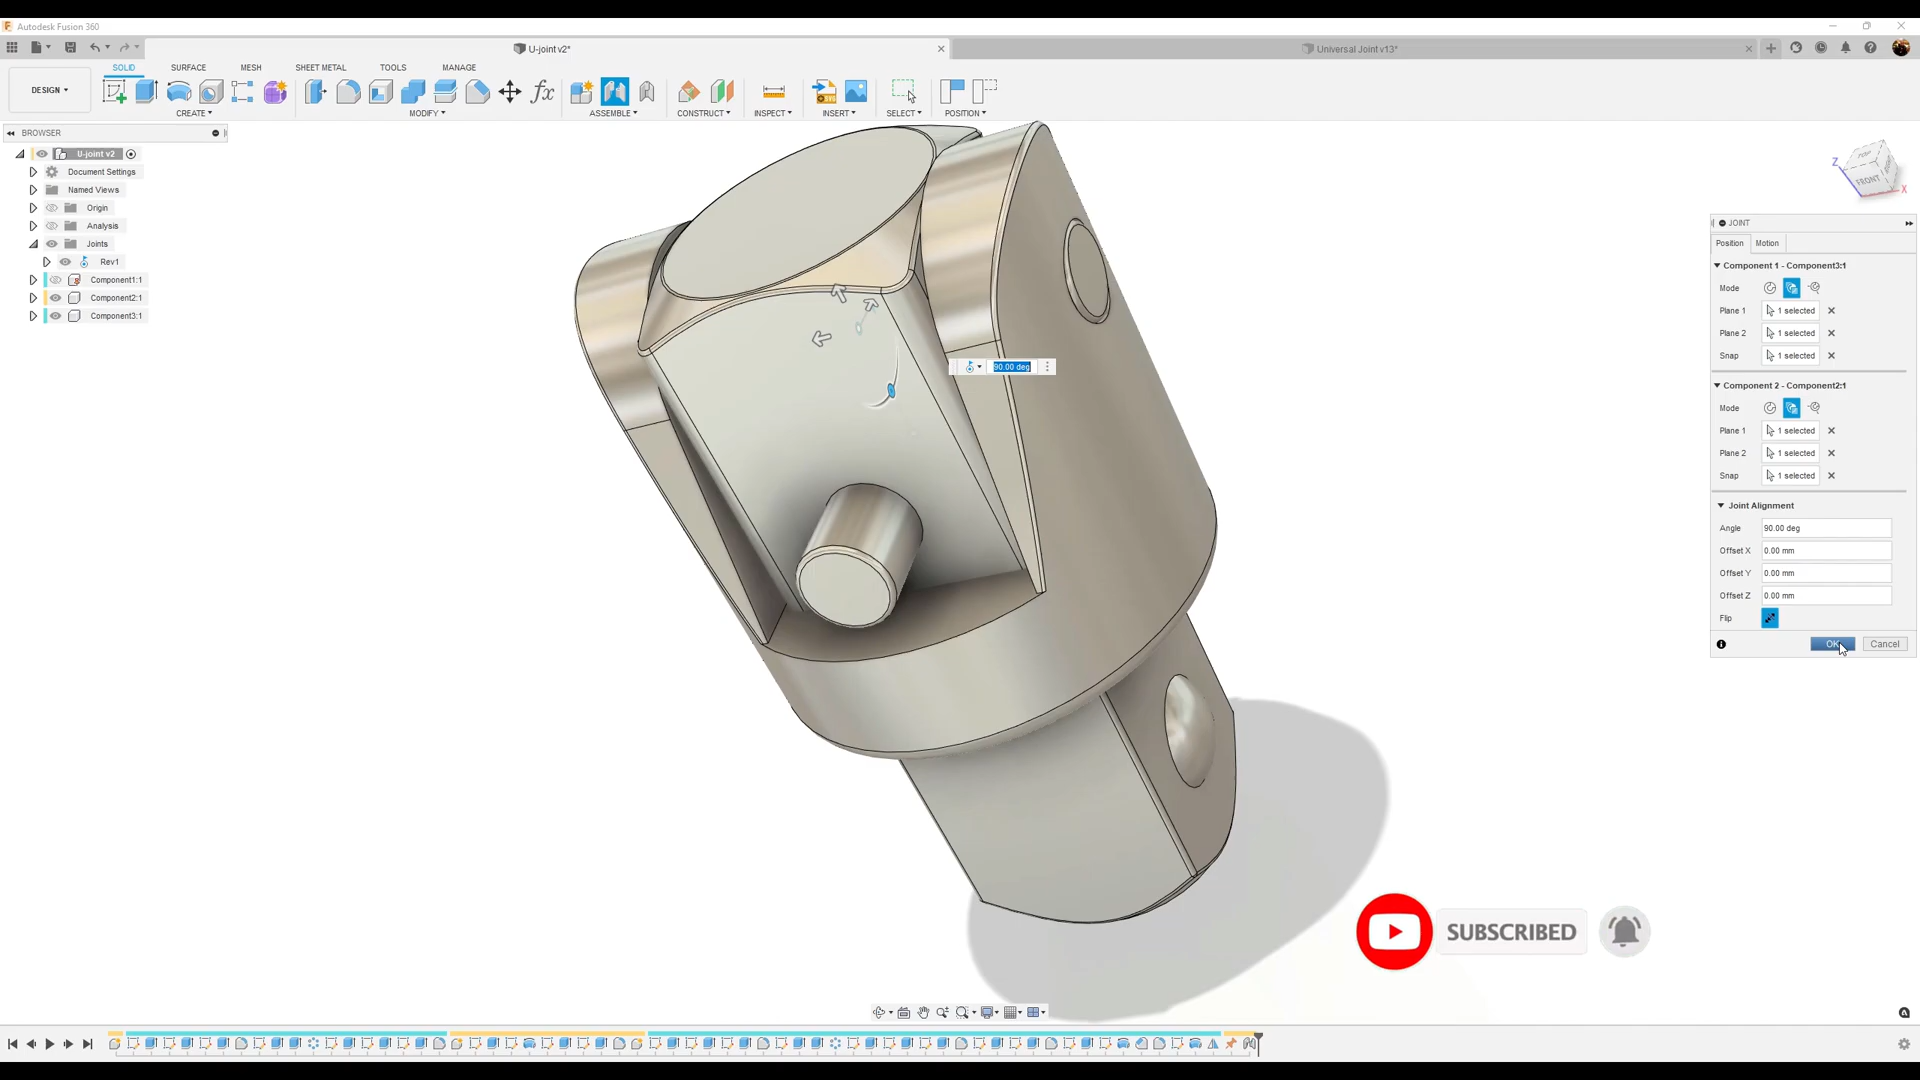 Autodesk Fusion 360
U-joint v2*
Universal Joint v13*
DESIGN
SOLID
SURFACE
MESH
SHEET METAL
TOOLS
MANAGE
CREATE
MODIFY
ASSEMBLE
CONSTRUCT
INSPECT
INSERT
SELECT
POSITION
BROWSER
U-joint v2
Document Settings
Named Views
Origin
Analysis
Joints
Rev1
Component1:1
Component2:1
Component3:1
Z
TOP
FRONT
X
90.00 deg
JOINT
Position Motion
Component 1 - Component3:1
Mode
Plane 1 1 selected
Plane 2 1 selected
Snap 1 selected
Component 2 - Component2:1
Mode
Plane 1 1 selected
Plane 2 1 selected
Snap 1 selected
Joint Alignment
Angle 90.00 deg
Offset X 0.00 mm
Offset Y 0.00 mm
Offset Z 0.00 mm
Flip
OK Cancel
SUBSCRIBED